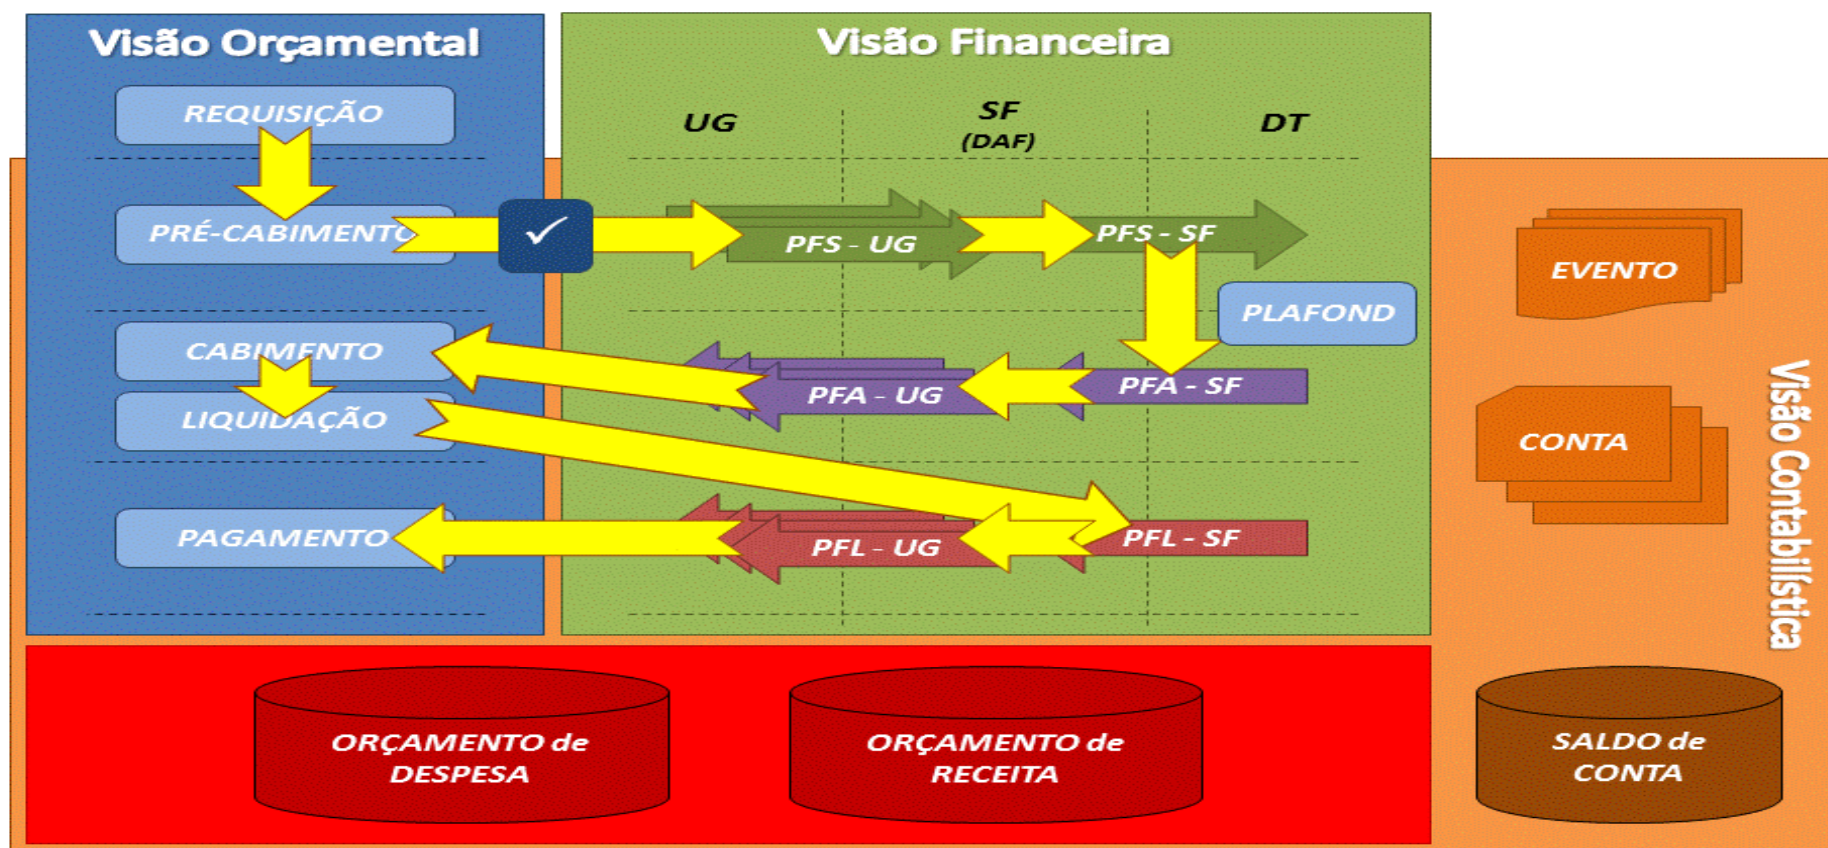 Visão Orçamental
Visão Financeira
REQUISIÇÃO
UG
SF
(DAF)
DT
PRÉ-CABIMENTO
✓
PFS - UG
PFS - SF
EVENTO
PLAFOND
CABIMENTO
PFA - UG
PFA - SF
LIQUIDAÇÃO
CONTA
Visão Contabilística
PAGAMENTO
PFL - UG
PFL - SF
ORÇAMENTO de
DESPESA
ORÇAMENTO de
RECEITA
SALDO de
CONTA